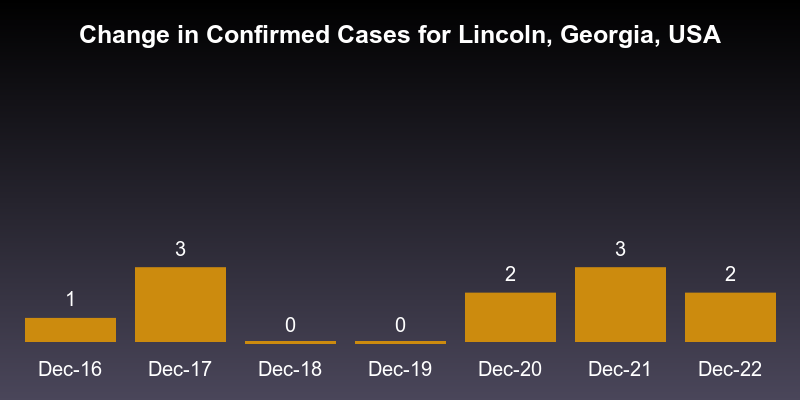 Change in Confirmed Cases for Lincoln, Georgia, USA
1
3
0
0
2
3
2
Dec-16
Dec-17
Dec-18
Dec-19
Dec-20
Dec-21
Dec-22